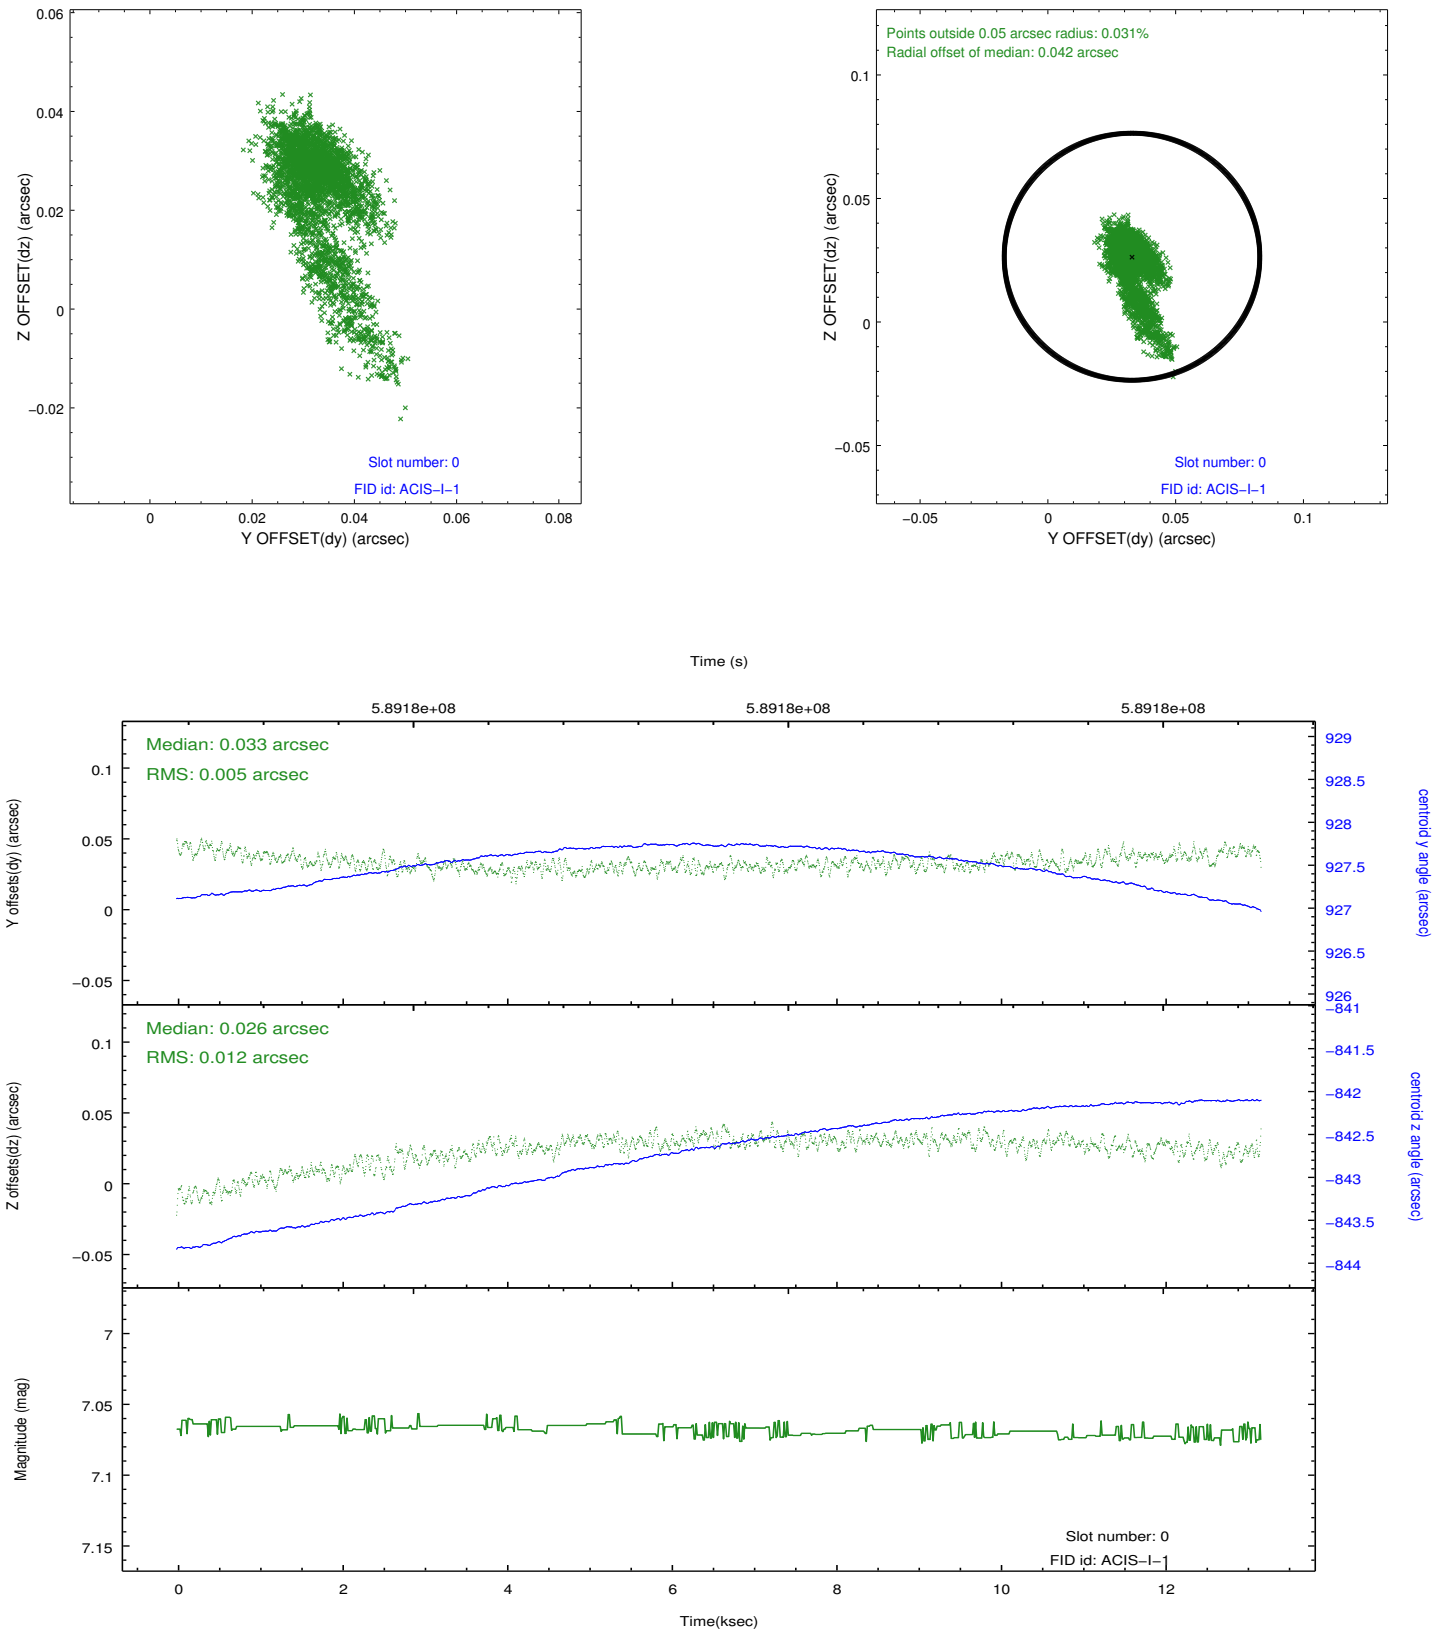 0.06
0.04
0.02
0
−0.02
Z OFFSET(dz) (arcsec)
Slot number: 0
FID id: ACIS−I−1
0
0.02
0.04
0.06
0.08
Y OFFSET(dy) (arcsec)
Points outside 0.05 arcsec radius: 0.031%
Radial offset of median: 0.042 arcsec
0.1
0.05
0
−0.05
Z OFFSET(dz) (arcsec)
Slot number: 0
FID id: ACIS−I−1
−0.05
0
0.05
0.1
Y OFFSET(dy) (arcsec)
Time (s)
5.8918e+08
5.8918e+08
5.8918e+08
Median: 0.033 arcsec
RMS: 0.005 arcsec
0.1
0.05
0
−0.05
Y offsets(dy) (arcsec)
929
928.5
928
927.5
927
926.5
926
centroid y angle (arcsec)
Median: 0.026 arcsec
RMS: 0.012 arcsec
0.1
0.05
0
−0.05
Z offsets(dz) (arcsec)
−841
−841.5
−842
−842.5
−843
−843.5
−844
centroid z angle (arcsec)
7
7.05
7.1
7.15
Magnitude (mag)
Slot number: 0
FID id: ACIS−I−1
0
2
4
6
8
10
12
Time(ksec)